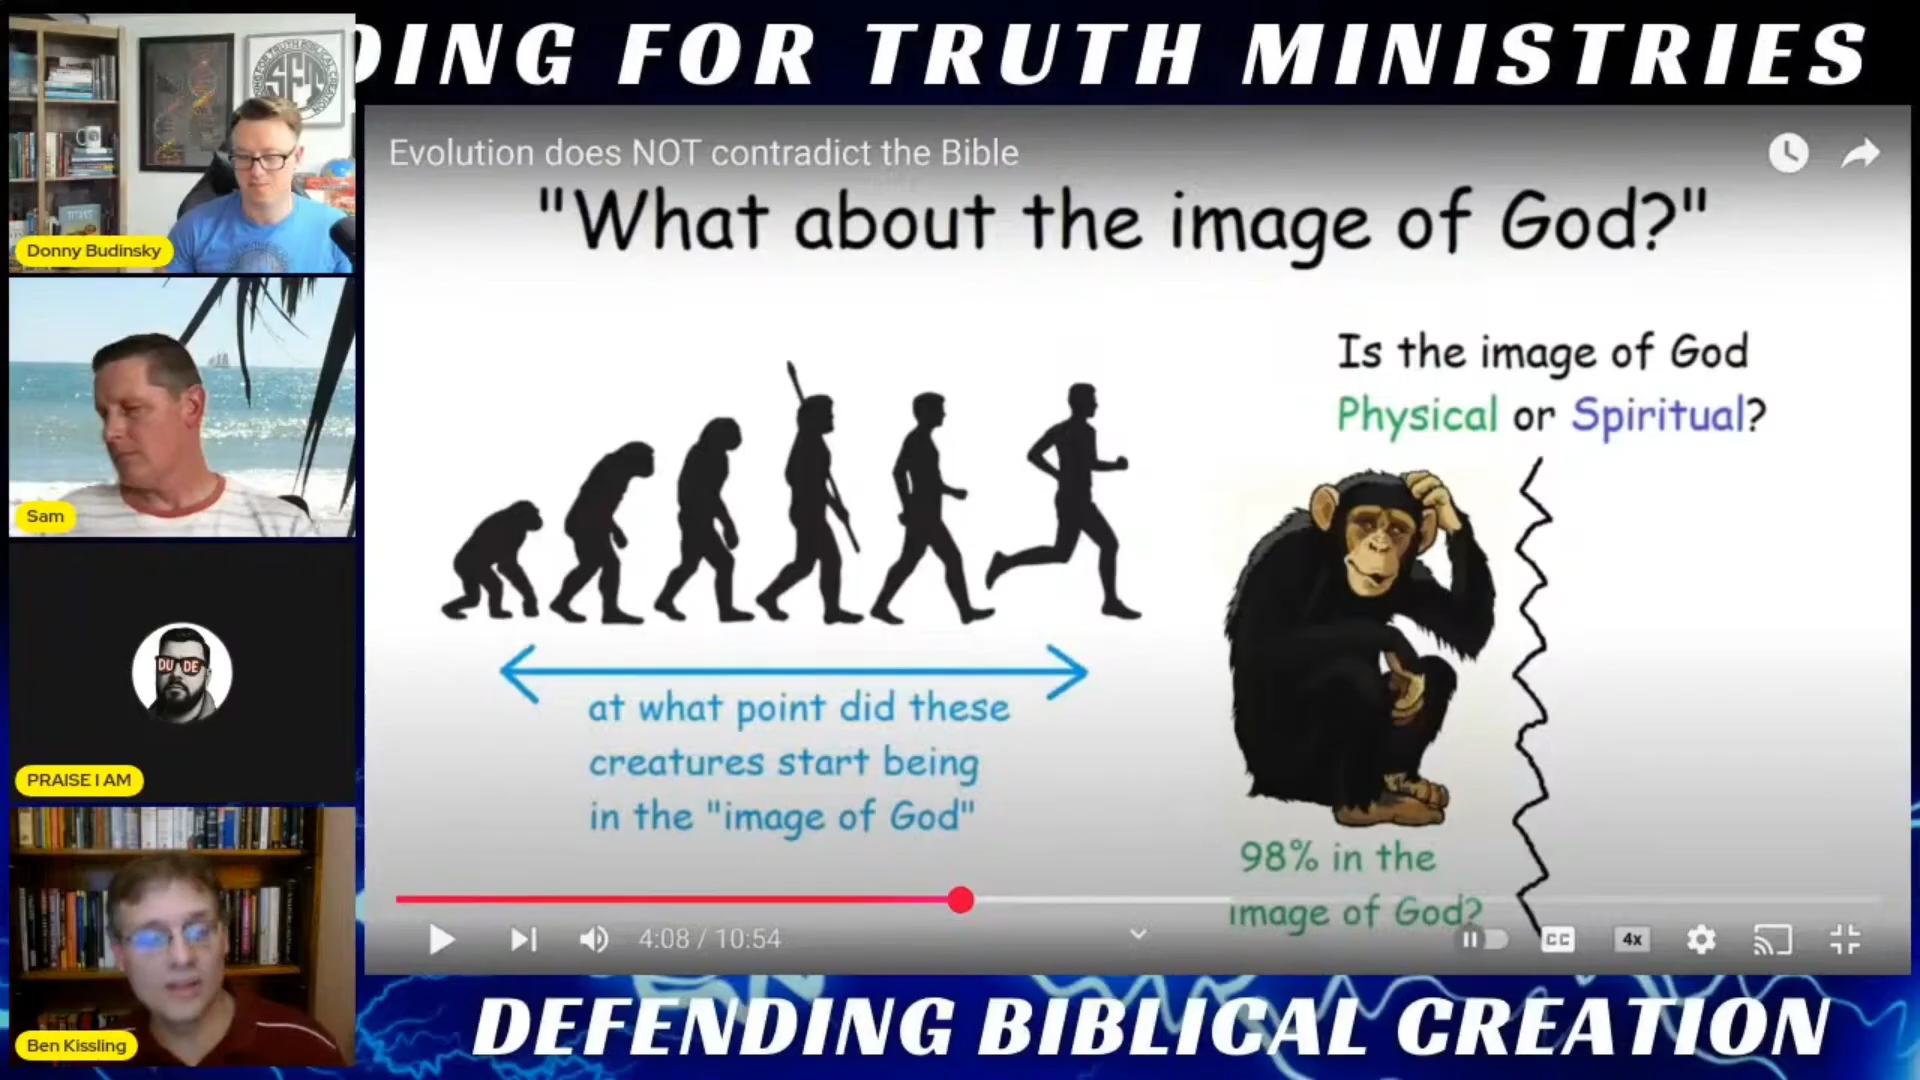 DING FOR TRUTH MINISTRIES
SFT
Donny Budinsky
Sam
DU DE
PRAISE I AM
Ben Kissling
Evolution does NOT contradict the Bible
"What about the image of God?"
Is the image of God
Physical or Spiritual?
at what point did these
creatures start being
in the "image of God"
98% in the
image of God?
4:08 / 10:54
CC
4x
DEFENDING BIBLICAL CREATION